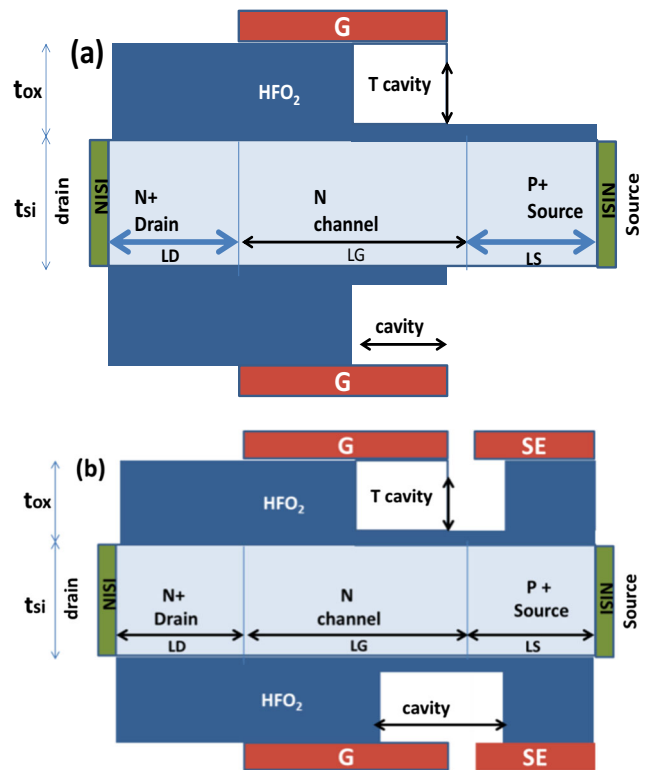 G
(a)
tox
HFO₂
T cavity
tsi
drain
NISI
N+
Drain
LD
N
channel
LG
P+
Source
LS
NISI
Source
cavity
G
G
SE
(b)
tox
HFO₂
T cavity
tsi
drain
NISI
N+
Drain
LD
N
channel
LG
P +
Source
LS
NISI
Source
HFO₂
cavity
G
SE